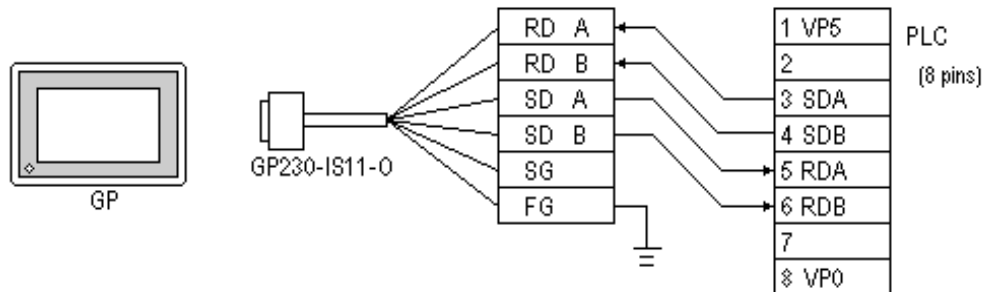 GP
GP230-IS11-O
RD A
RD B
SD A
SD B
SG
FG
1 VP5
2
3 SDA
4 SDB
5 RDA
6 RDB
7
8 VP0
PLC
(8 pins)